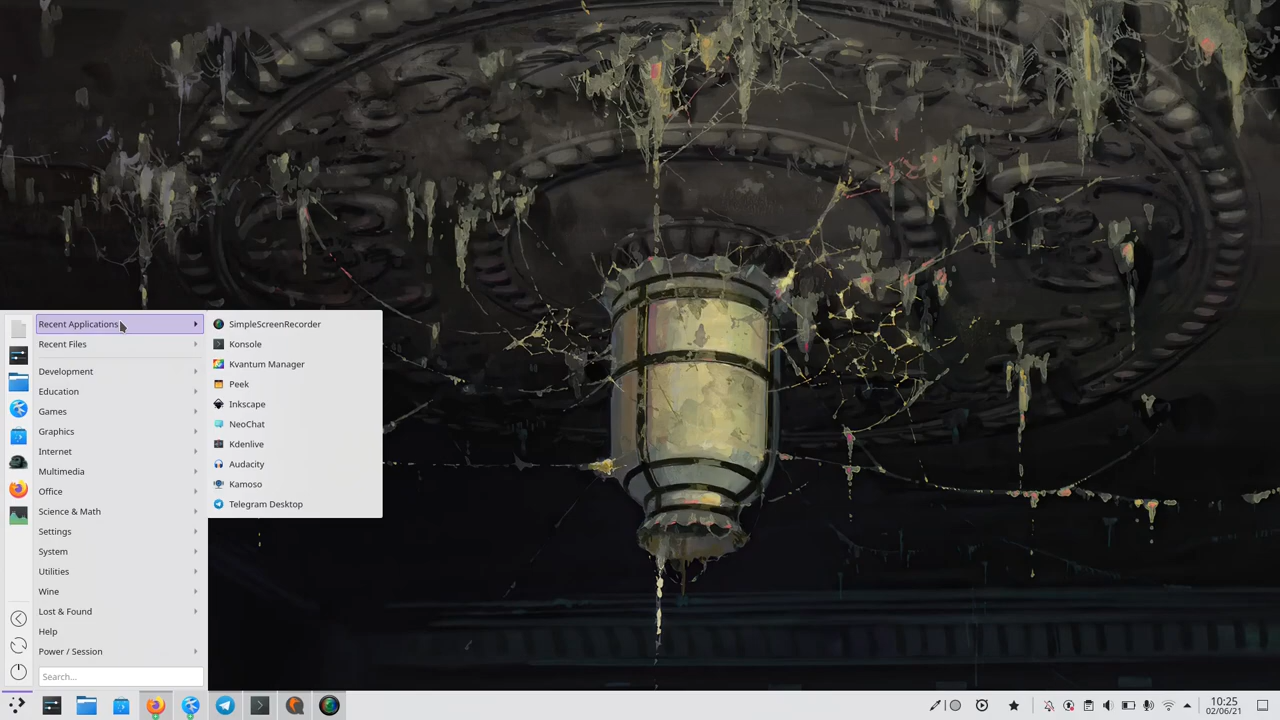 Recent Applications
Recent Files
Development
Education
Games
Graphics
Internet
Multimedia
Office
Science & Math
Settings
System
Utilities
Wine
Lost & Found
Help
Power / Session
Search...
SimpleScreenRecorder
Konsole
Kvantum Manager
Peek
Inkscape
NeoChat
Kdenlive
Audacity
Kamoso
Telegram Desktop
10:25
02/06/21